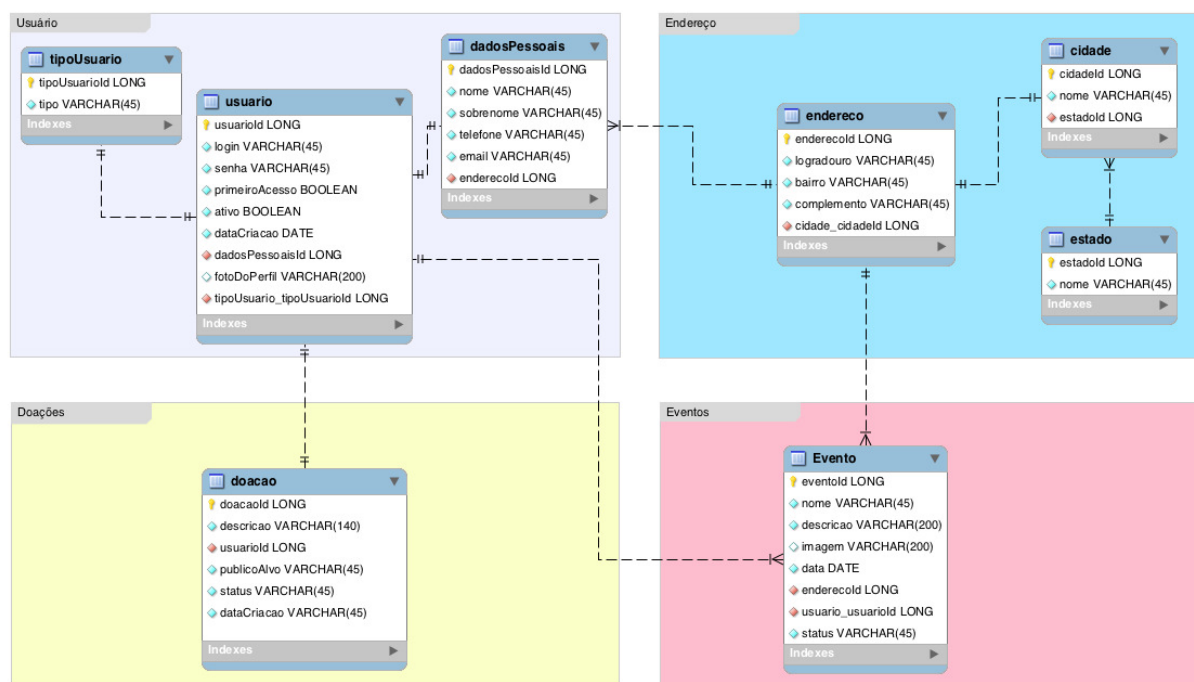 Usuário
tipoUsuario
tipoUsuarioId LONG
tipo VARCHAR(45)
Indexes
usuario
usuarioId LONG
login VARCHAR(45)
senha VARCHAR(45)
primeiroAcesso BOOLEAN
ativo BOOLEAN
dataCriacao DATE
dadosPessoaisId LONG
fotoDoPerfil VARCHAR(200)
tipoUsuario_tipoUsuarioId LONG
Indexes
dadosPessoais
dadosPessoaisId LONG
nome VARCHAR(45)
sobrenome VARCHAR(45)
telefone VARCHAR(45)
email VARCHAR(45)
enderecoId LONG
Indexes
Endereço
endereco
enderecoId LONG
logradouro VARCHAR(45)
bairro VARCHAR(45)
complemento VARCHAR(45)
cidade_cidadeId LONG
Indexes
cidade
cidadeId LONG
nome VARCHAR(45)
estadoId LONG
Indexes
estado
estadoId LONG
nome VARCHAR(45)
Indexes
Doações
doacao
doacaoId LONG
descricao VARCHAR(140)
usuarioId LONG
publicoAlvo VARCHAR(45)
status VARCHAR(45)
dataCriacao VARCHAR(45)
Indexes
Eventos
Evento
eventoId LONG
nome VARCHAR(45)
descricao VARCHAR(200)
imagem VARCHAR(200)
data DATE
enderecoId LONG
usuario_usuarioId LONG
status VARCHAR(45)
Indexes